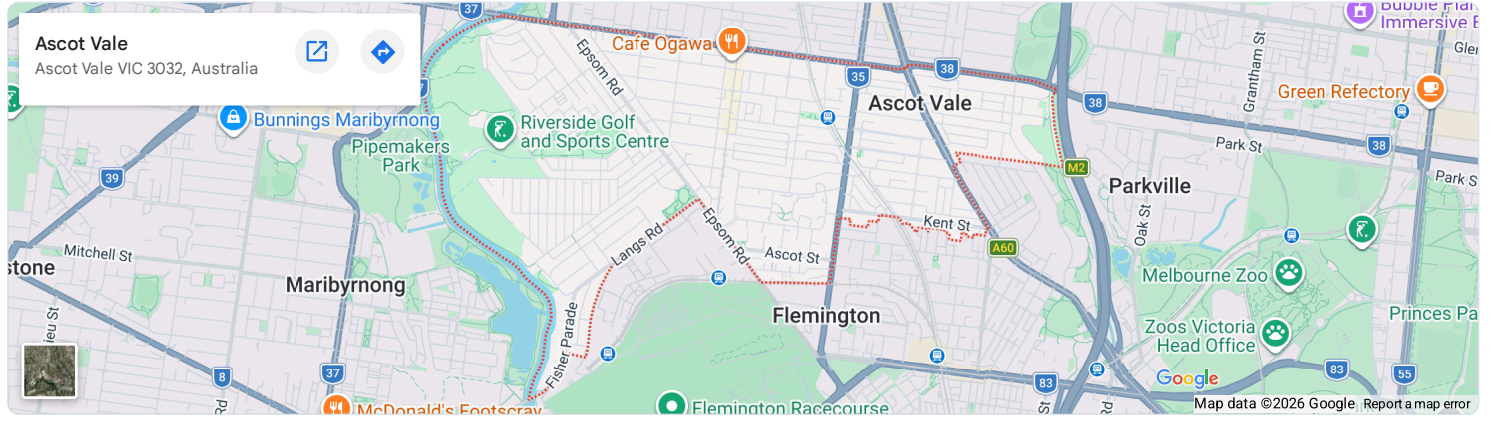 Ascot Vale
Ascot Vale VIC 3032, Australia
37
Cafe Ogawa
Epsom Rd
35
38
Ascot Vale
38
Grantham St
Green Refectory
Bunnings Maribyrnong
Riverside Golf
and Sports Centre
Pipemakers
Park
39
M2
Park St
38
Parkville
Park S
Oak St
Kent St
A60
Langs Rd
Epsom Rd
Ascot St
Mitchell St
stone
Maribyrnong
Melbourne Zoo
Flemington
Princes Pa
Zoos Victoria
Head Office
Fisher Parade
8
37
83
83
55
Google
McDonald's Footscray
Flemington Racecourse
Map data ©2026 Google
Report a map error